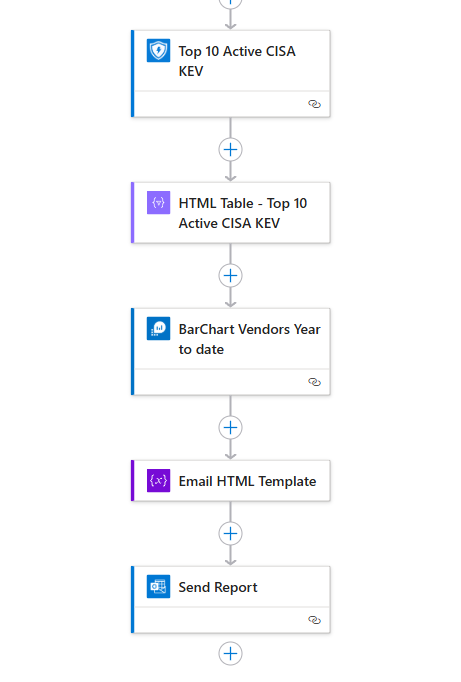 Top 10 Active CISA
KEV
HTML Table - Top 10
Active CISA KEV
BarChart Vendors Year
to date
{x} Email HTML Template
Send Report